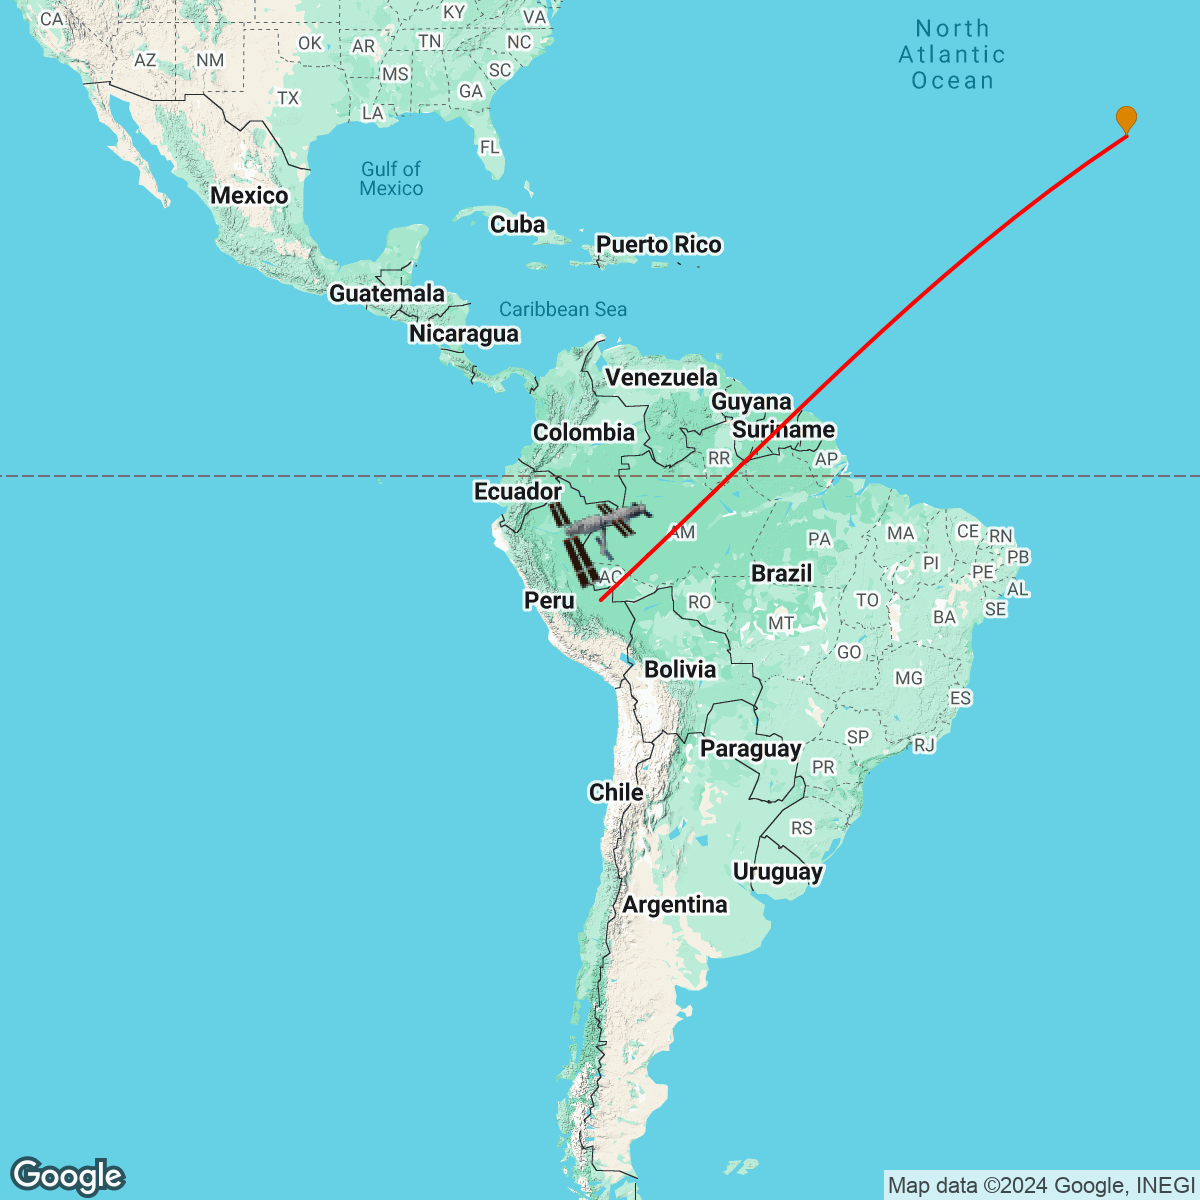 CA
KY
VA
North
Atlantic
Ocean
OK
AR
TN
NC
AZ
NM
MS
SC
TX
GA
LA
FL
Gulf of
Mexico
Mexico
Cuba
Puerto Rico
Guatemala
Caribbean Sea
Nicaragua
Venezuela
Guyana
Colombia
Suriname
RR
AP
Ecuador
AM
PA
MA
CE
RN
PB
PI
PE
AL
AC
Brazil
Peru
RO
TO
SE
BA
MT
GO
Bolivia
MG
ES
SP
RJ
Paraguay
PR
Chile
RS
Uruguay
Argentina
Google
Map data ©2024 Google, INEGI